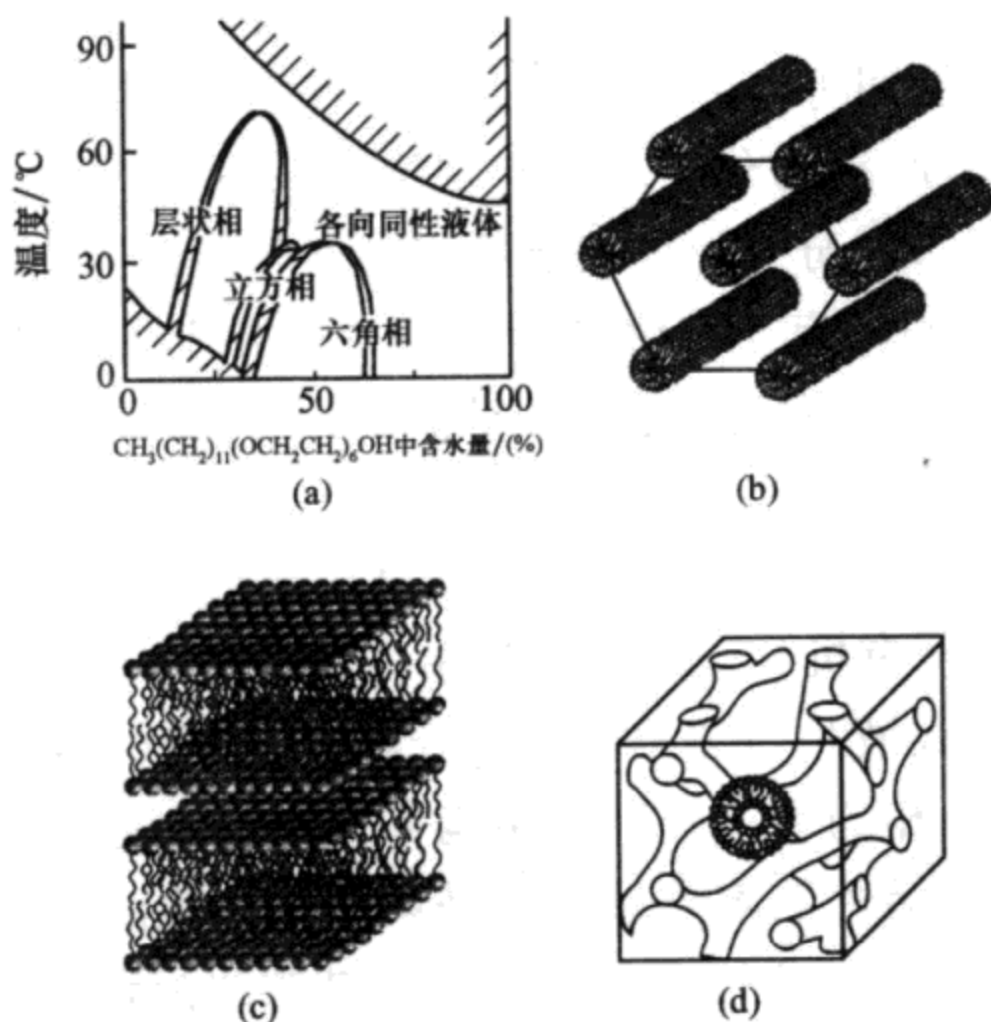 90
60
30
0
温度/℃
层状相
各向同性液体
立方相
六角相
0 50 100
CH₃(CH₂)₁₁(OCH₂CH₂)₆OH中含水量/(%)
(a)
(b)
(c)
(d)